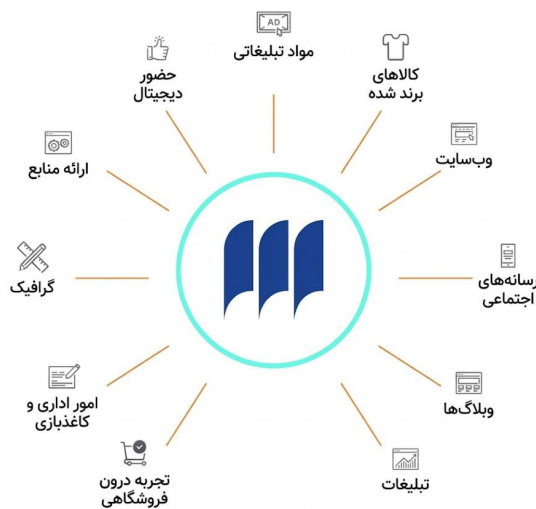 AD
مواد تبلیغاتی
کالاهای
برند شده
وب‌سایت
رسانه‌های
اجتماعی
وبلاگ‌ها
تبلیغات
تجربه درون
فروشگاهی
امور اداری و
کاغذبازی
گرافیک
ارائه منابع
حضور
دیجیتال